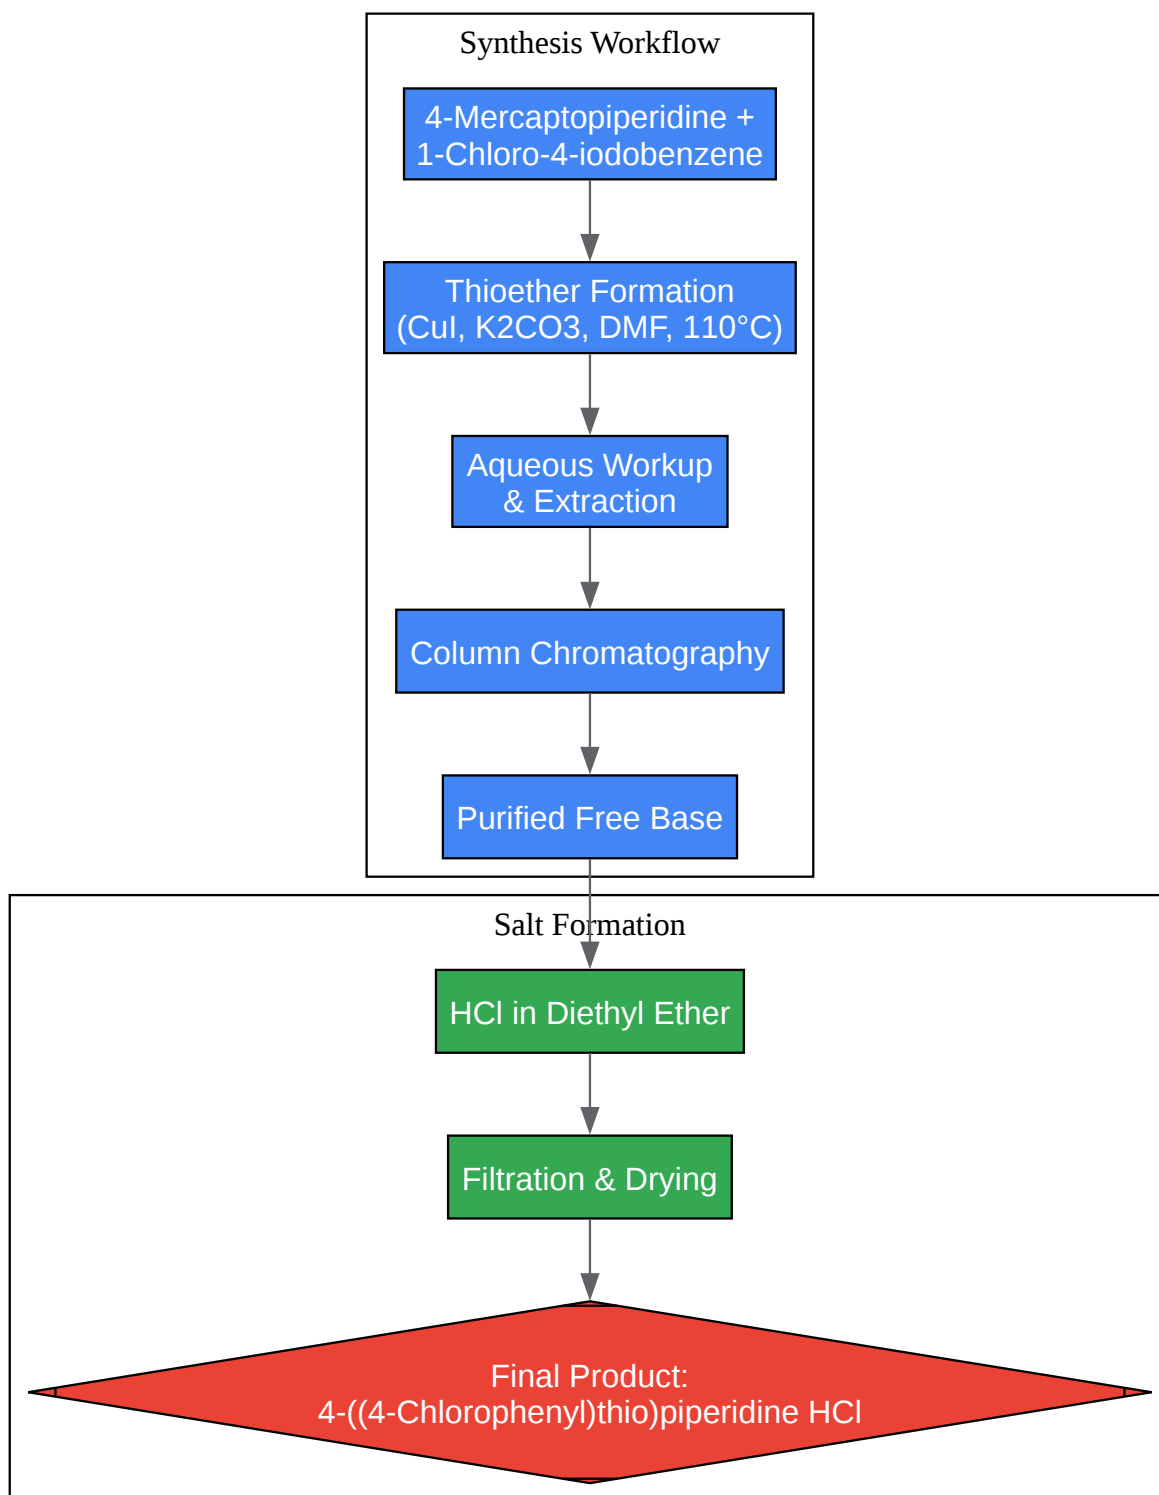 Synthesis Workflow
4-Mercaptopiperidine +
1-Chloro-4-iodobenzene
Thioether Formation
(CuI, K2CO3, DMF, 110°C)
Aqueous Workup
& Extraction
Column Chromatography
Purified Free Base
Salt Formation
HCl in Diethyl Ether
Filtration & Drying
Final Product:
4-((4-Chlorophenyl)thio)piperidine HCl